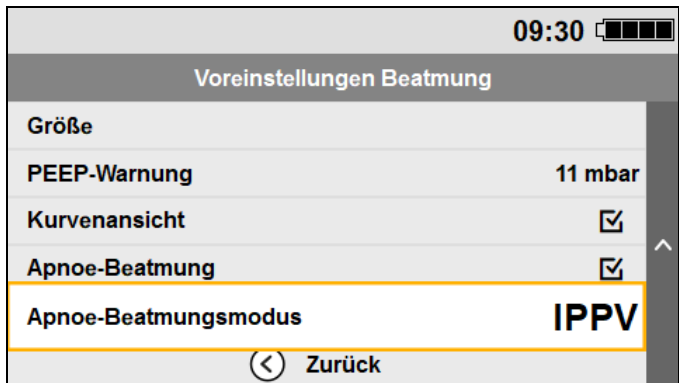 09:30
Voreinstellungen Beatmung
Größe
PEEP-Warnung 11 mbar
Kurvenansicht
Apnoe-Beatmung
Apnoe-Beatmungsmodus IPPV
Zurück